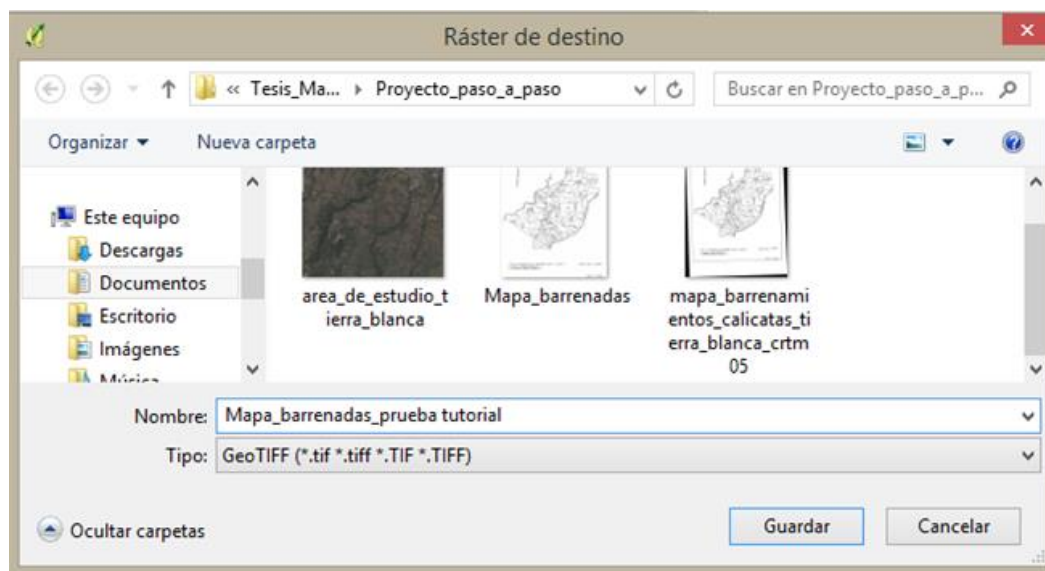 Ráster de destino
« Tesis_Ma... Proyecto_paso_a_paso
Buscar en Proyecto_paso_a_p...
Organizar
Nueva carpeta
Este equipo
Descargas
Documentos
Escritorio
Imágenes
Música
area_de_estudio_t
ierra_blanca
Mapa_barrenadas
mapa_barrenami
entos_calicatas_ti
erra_blanca_crtm
05
Nombre: Mapa_barrenadas_prueba tutorial
Tipo: GeoTIFF (*.tif *.tiff *.TIF *.TIFF)
Ocultar carpetas
Guardar
Cancelar